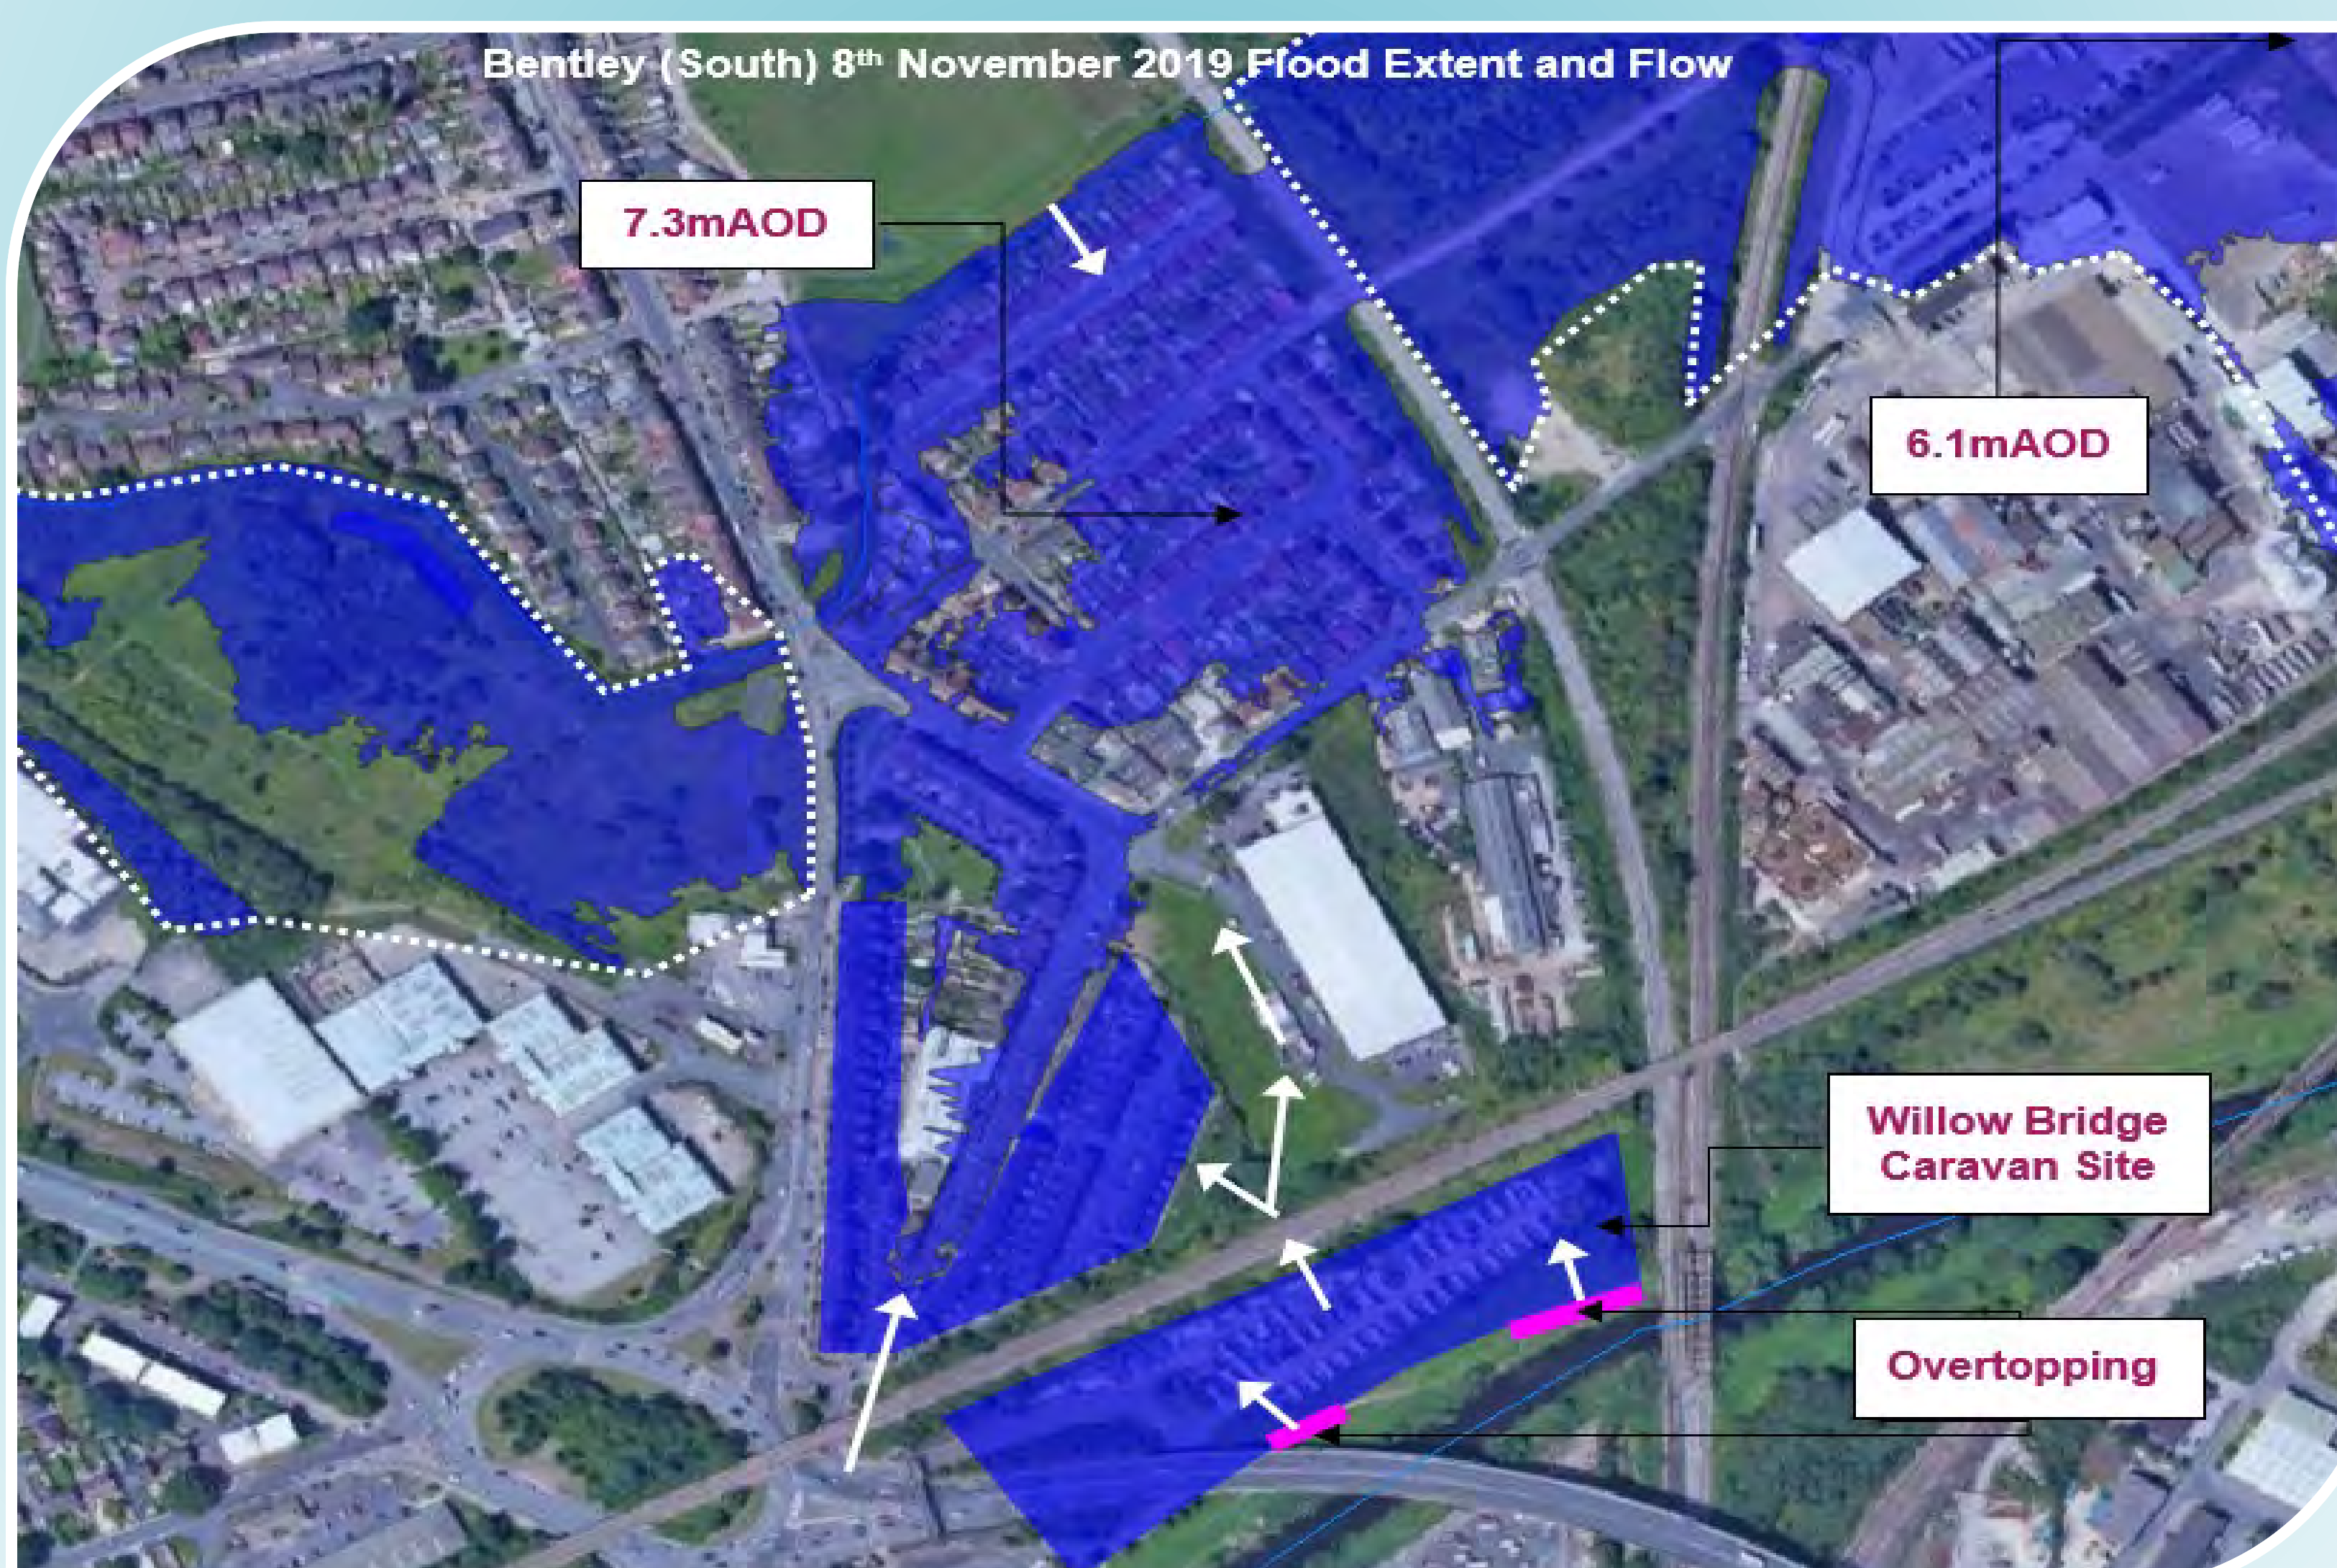 Bentley (South) 8th November 2019 Flood Extent and Flow
7.3mAOD
6.1mAOD
Willow Bridge
Caravan Site
Overtopping